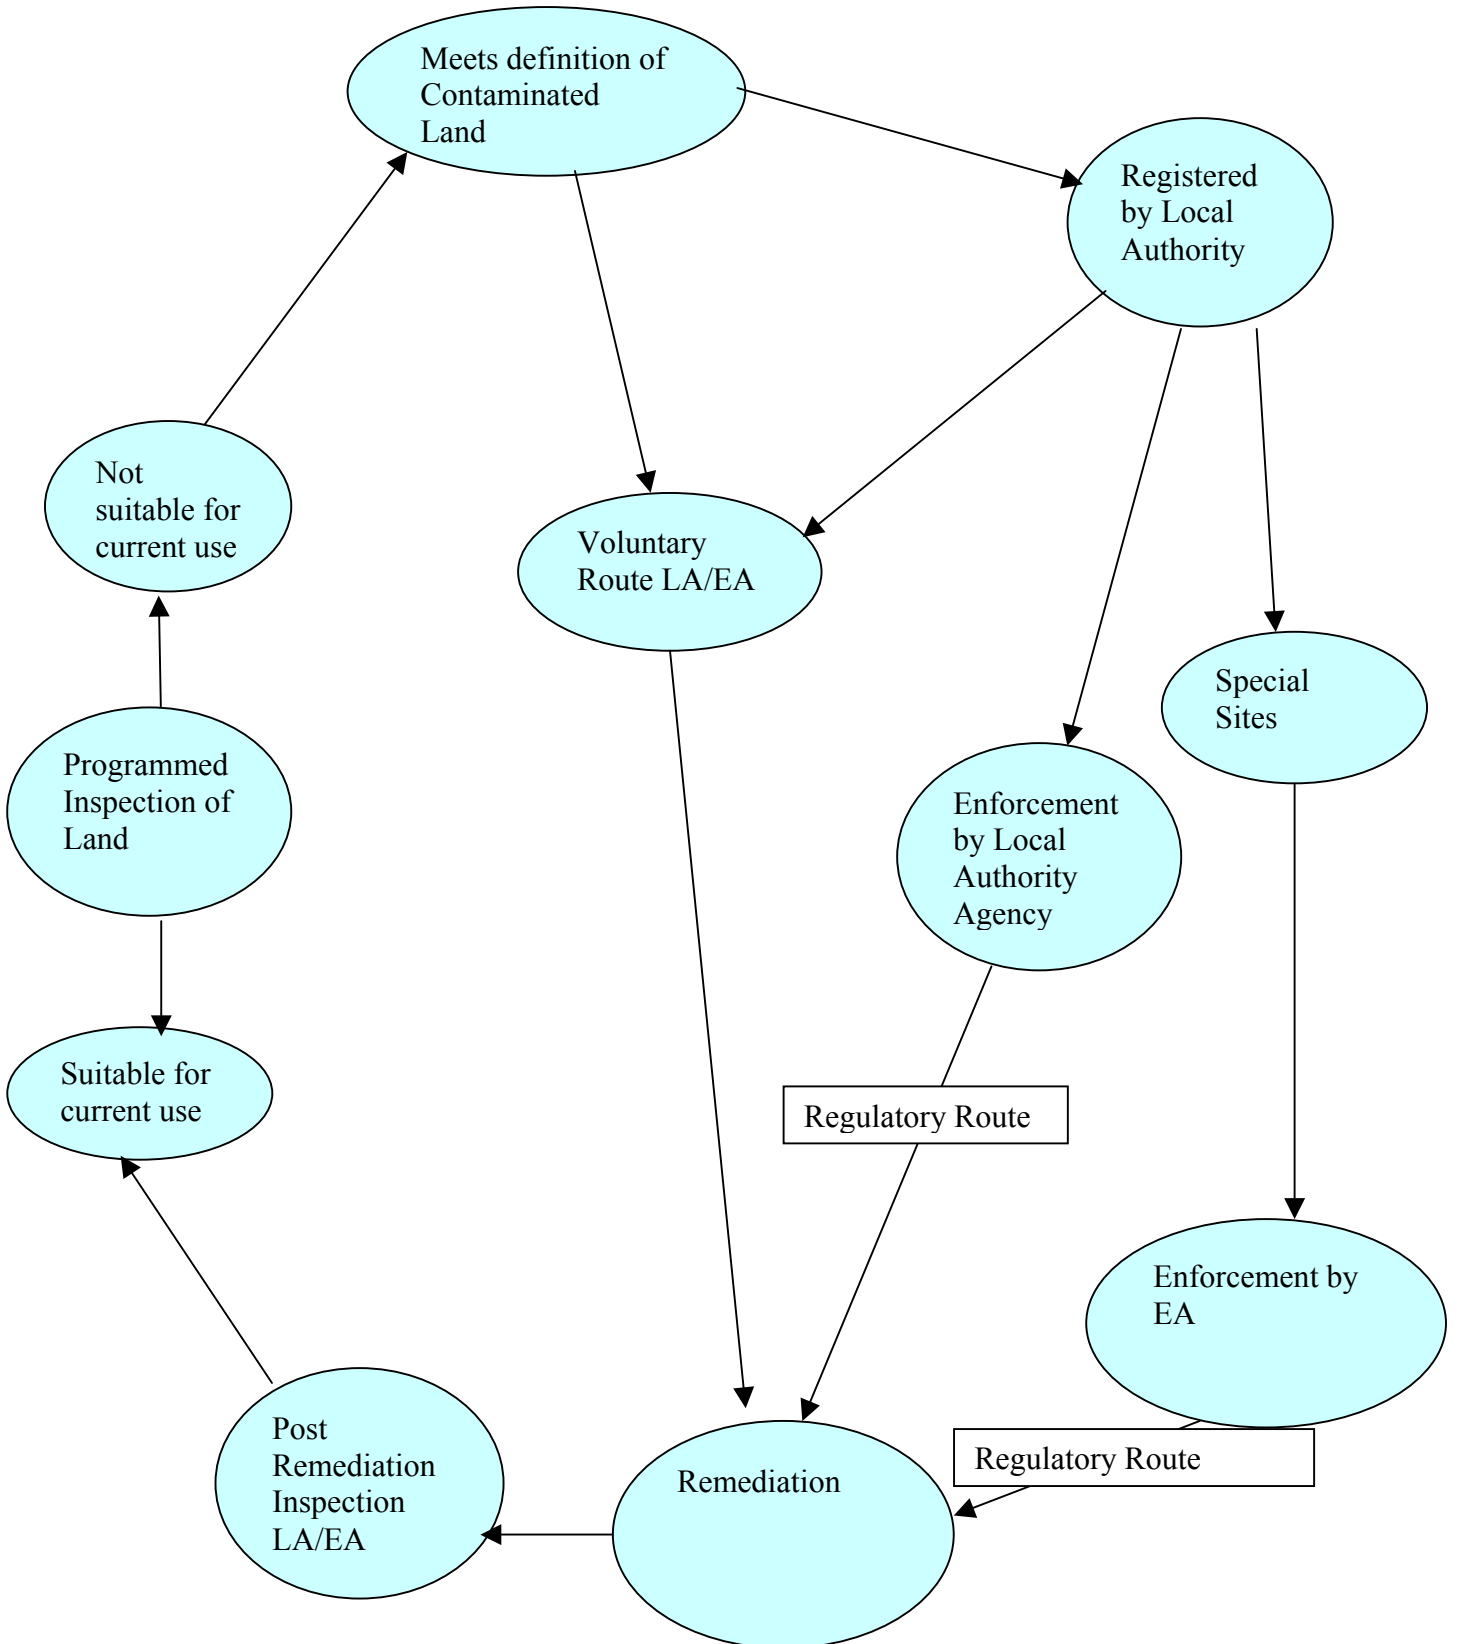 Meets definition of
Contaminated
Land
Registered
by Local
Authority
Not
suitable for
current use
Voluntary
Route LA/EA
Special
Sites
Programmed
Inspection of
Land
Enforcement
by Local
Authority
Agency
Suitable for
current use
Regulatory Route
Enforcement by
EA
Post
Remediation
Inspection
LA/EA
Remediation
Regulatory Route